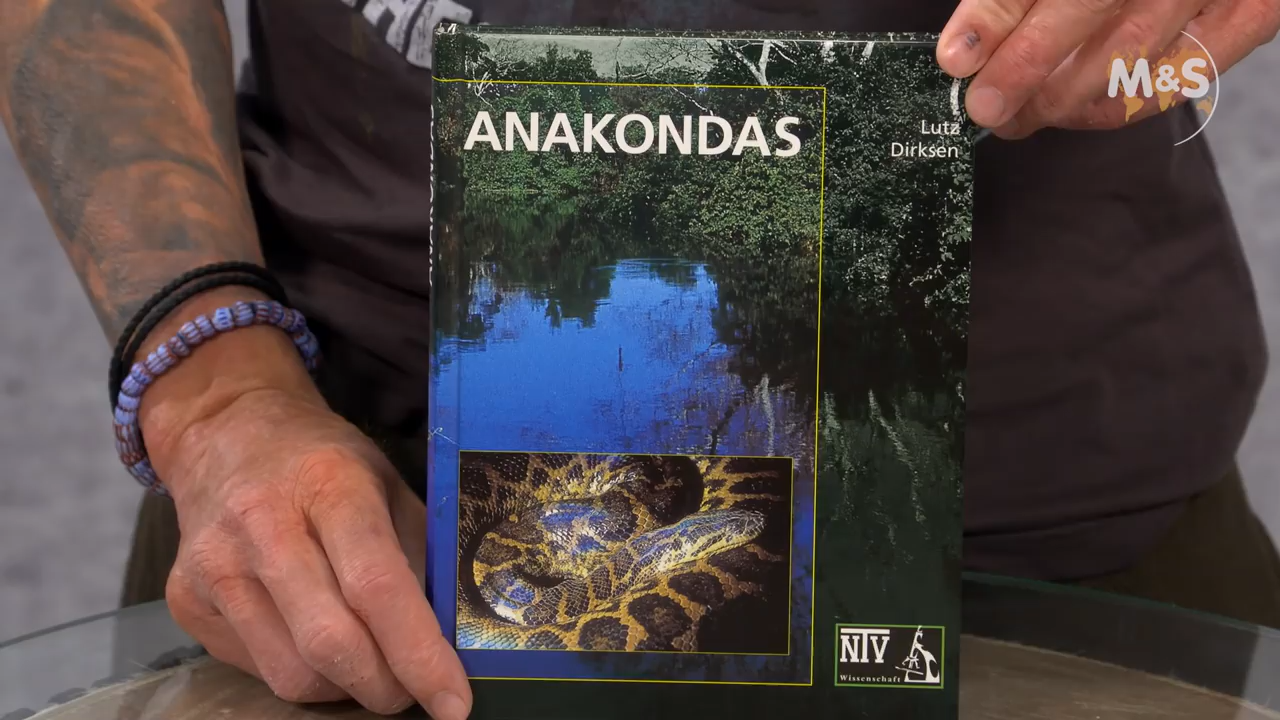 ANAKONDAS
Lutz
Dirksen
M&S
NTV
Wissenschaft